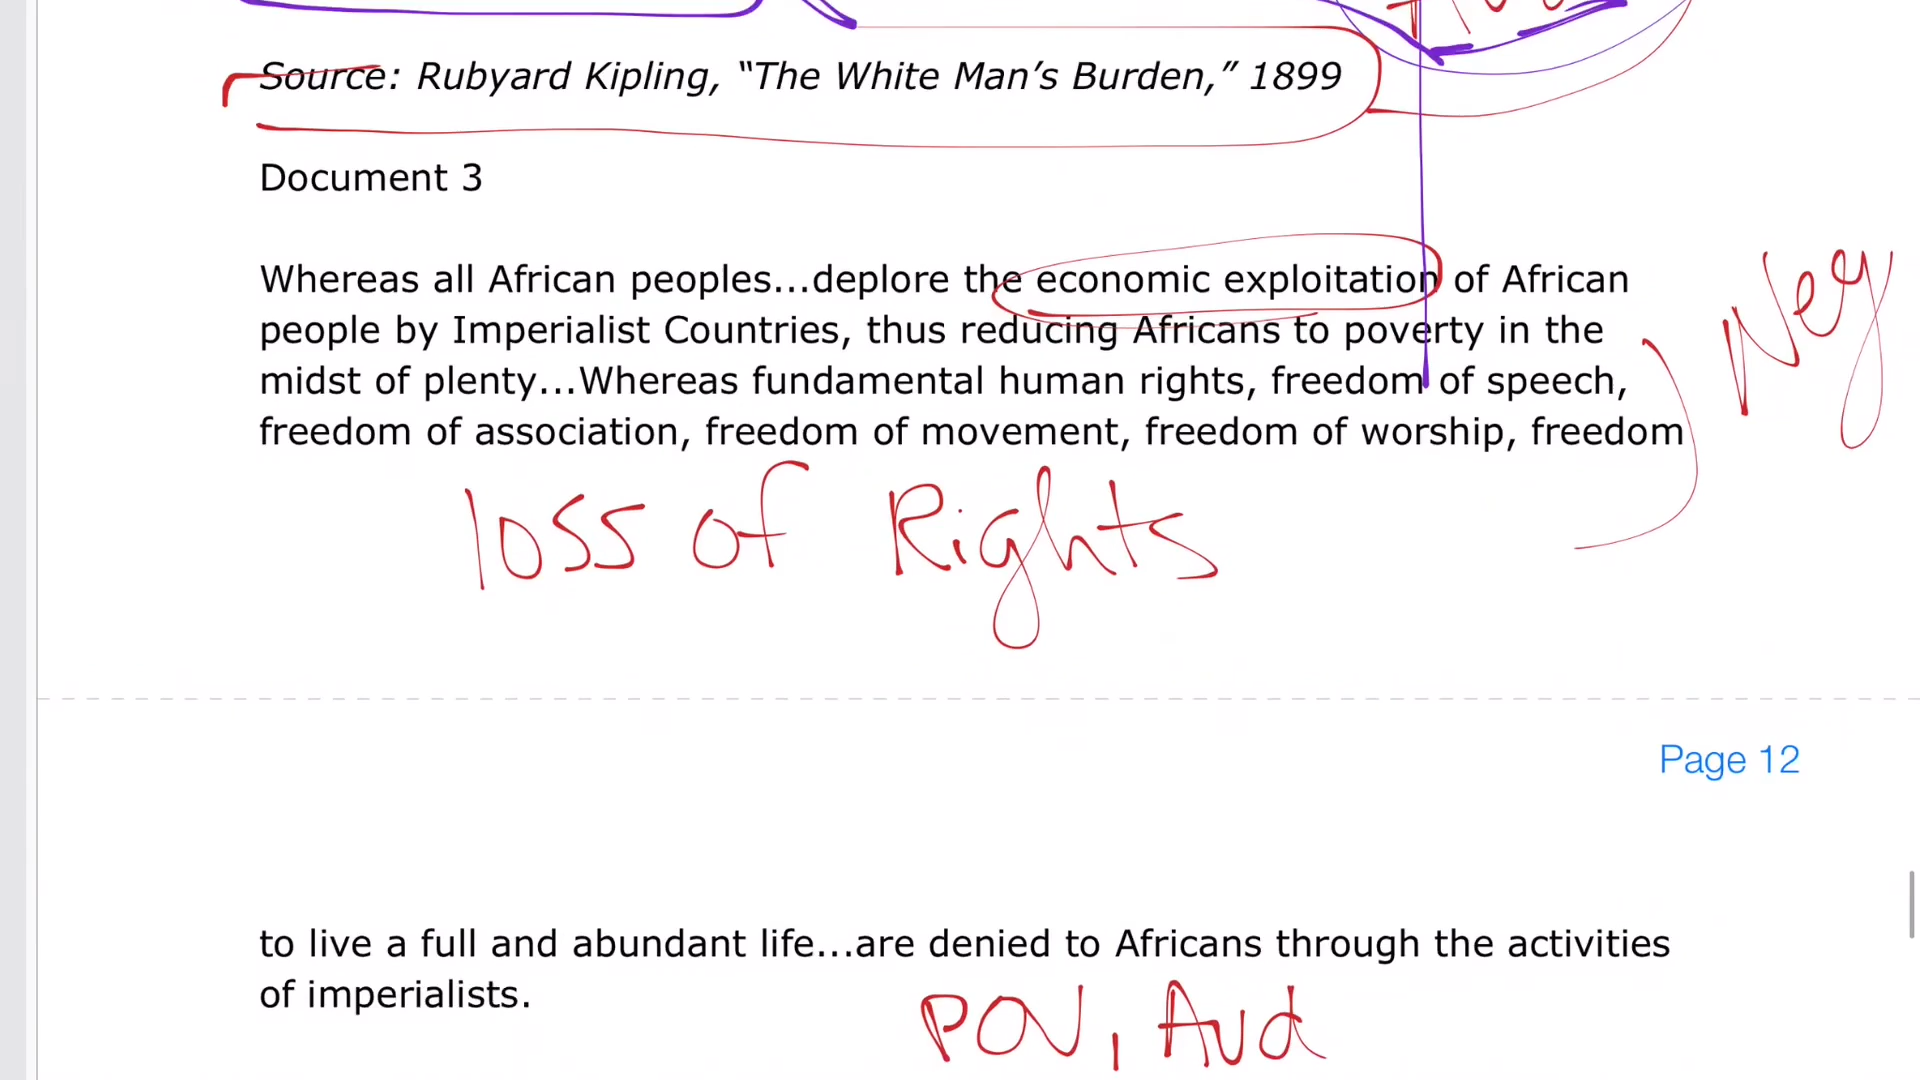 Source: Rubyard Kipling, “The White Man’s Burden,” 1899
Document 3
Whereas all African peoples...deplore the economic exploitation of African
people by Imperialist Countries, thus reducing Africans to poverty in the
midst of plenty...Whereas fundamental human rights, freedom of speech,
freedom of association, freedom of movement, freedom of worship, freedom
Neg
loss of Rights
Page 12
to live a full and abundant life...are denied to Africans through the activities
of imperialists.
POV, Aud